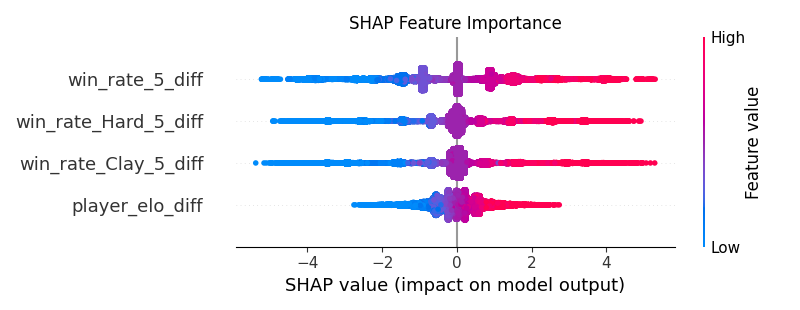 SHAP Feature Importance
High
win_rate_5_diff
win_rate_Hard_5_diff
win_rate_Clay_5_diff
player_elo_diff
Feature value
Low
−4 −2 0 2 4
SHAP value (impact on model output)